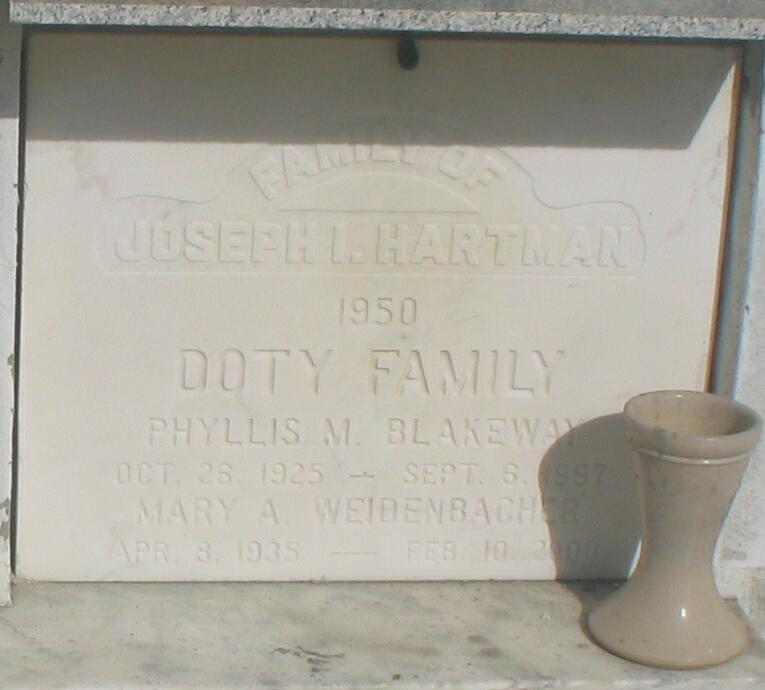 FAMILY OF
JOSEPH I. HARTMAN
1950
DOTY FAMILY
PHYLLIS M. BLAKEWAY
OCT. 26. 1925 — SEPT. 6. 1997
MARY A. WEIDENBACHER
APR. 8. 1935 — FEB. 10. 2000